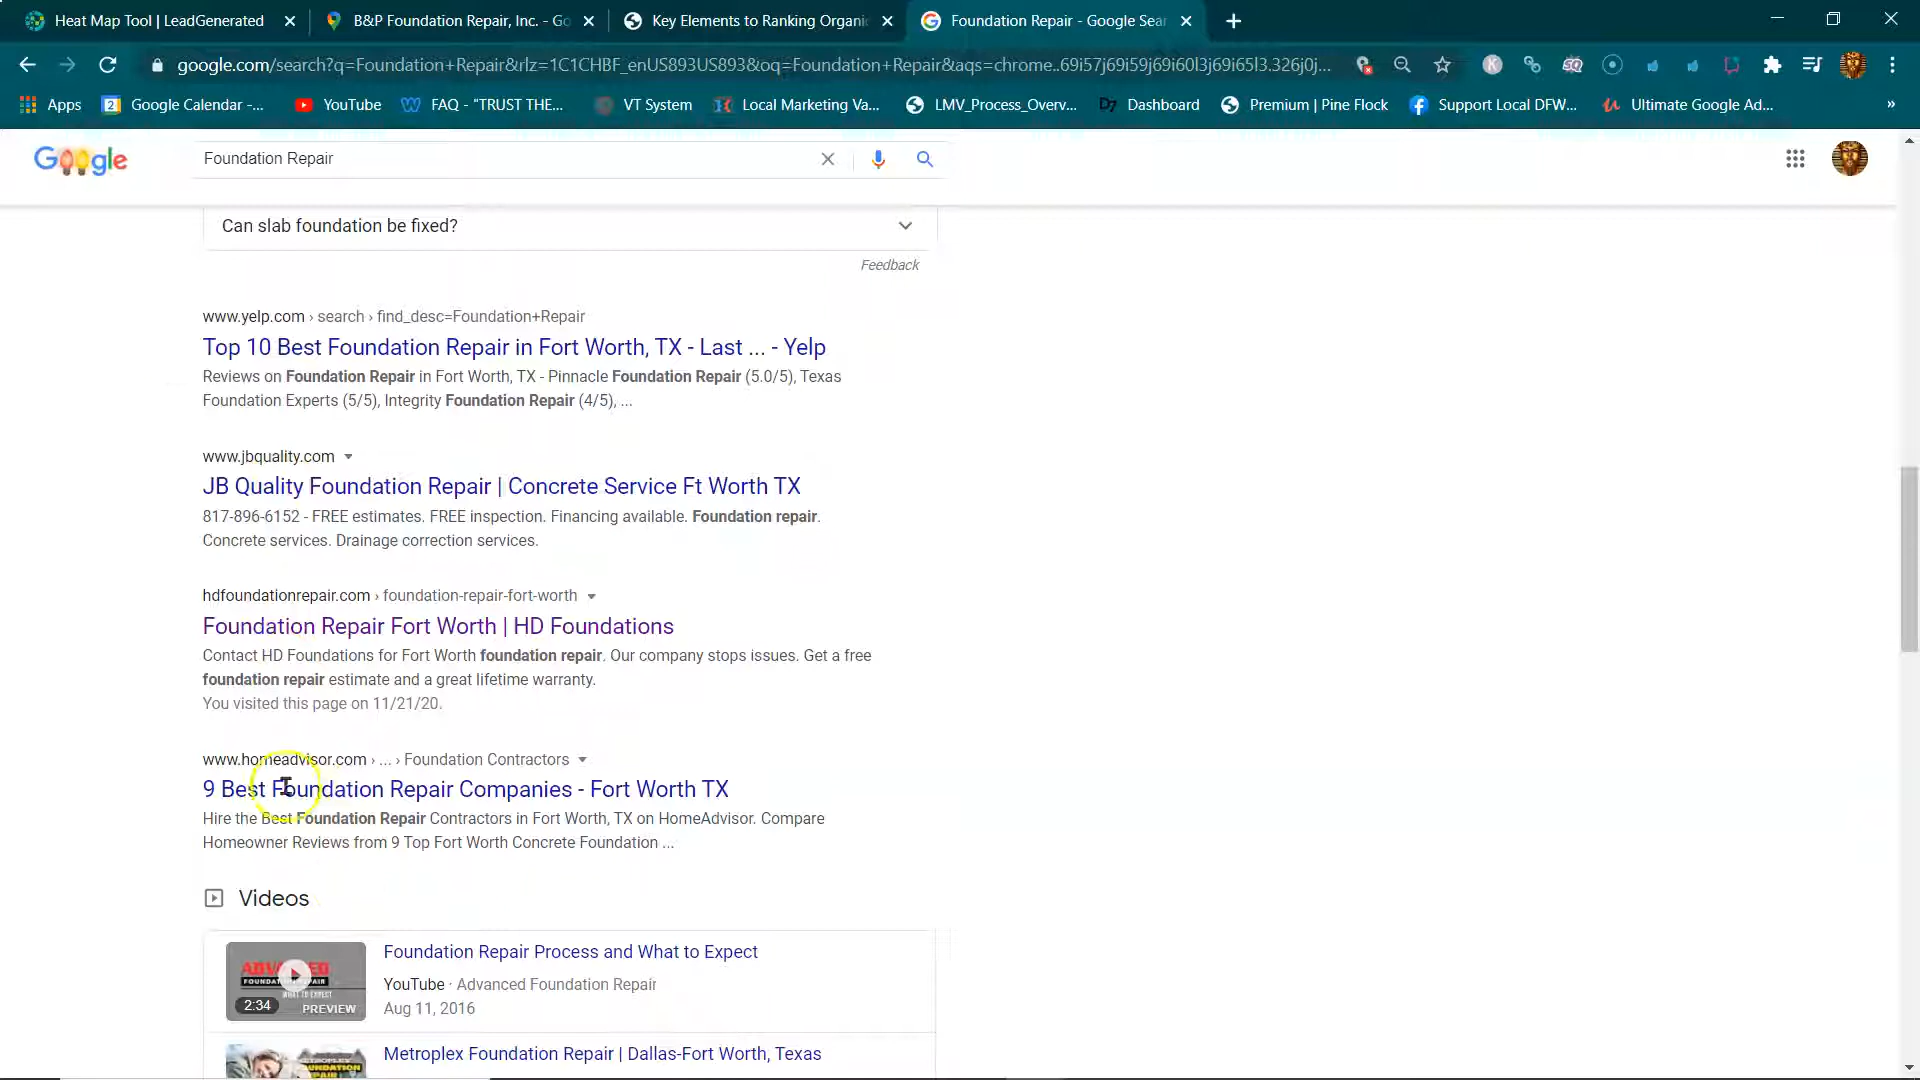 Heat Map Tool | LeadGenerated
B&P Foundation Repair, Inc. - Go
Key Elements to Ranking Organic
Foundation Repair - Google Sear
google.com/search?q=Foundation+Repair&rlz=1C1CHBF_enUS893US893&oq=Foundation+Repair&aqs=chrome..69i57j69i59j69i60l3j69i65l3.326j0j...
Apps
2
Google Calendar -...
YouTube
FAQ - "TRUST THE...
VT System
Local Marketing Va...
LMV_Process_Overv...
D7
Dashboard
Premium | Pine Flock
Support Local DFW...
Ultimate Google Ad...
»
Google
Foundation Repair
Can slab foundation be fixed?
Feedback
www.yelp.com › search › find_desc=Foundation+Repair
Top 10 Best Foundation Repair in Fort Worth, TX - Last ... - Yelp
Reviews on Foundation Repair in Fort Worth, TX - Pinnacle Foundation Repair (5.0/5), Texas
Foundation Experts (5/5), Integrity Foundation Repair (4/5), ...
www.jbquality.com
JB Quality Foundation Repair | Concrete Service Ft Worth TX
817-896-6152 - FREE estimates. FREE inspection. Financing available. Foundation repair.
Concrete services. Drainage correction services.
hdfoundationrepair.com › foundation-repair-fort-worth
Foundation Repair Fort Worth | HD Foundations
Contact HD Foundations for Fort Worth foundation repair. Our company stops issues. Get a free
foundation repair estimate and a great lifetime warranty.
You visited this page on 11/21/20.
www.homeadvisor.com › ... › Foundation Contractors
9 Best Foundation Repair Companies - Fort Worth TX
Hire the Best Foundation Repair Contractors in Fort Worth, TX on HomeAdvisor. Compare
Homeowner Reviews from 9 Top Fort Worth Concrete Foundation ...
Videos
ADVANCED
FOUNDATION REPAIR
WHAT TO EXPECT
2:34
PREVIEW
Foundation Repair Process and What to Expect
YouTube · Advanced Foundation Repair
Aug 11, 2016
Metroplex Foundation Repair | Dallas-Fort Worth, Texas